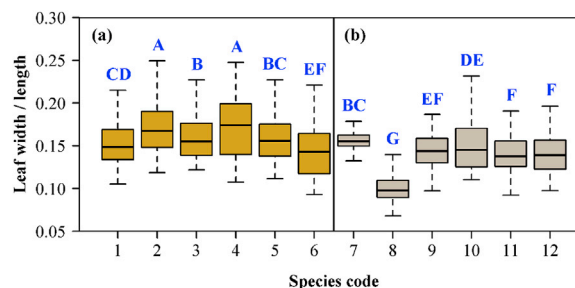 (a) (b)
A A
CD B BC EF
BC G EF DE F F
Leaf width / length
0.30
0.25
0.20
0.15
0.10
0.05
1 2 3 4 5 6 7 8 9 10 11 12
Species code